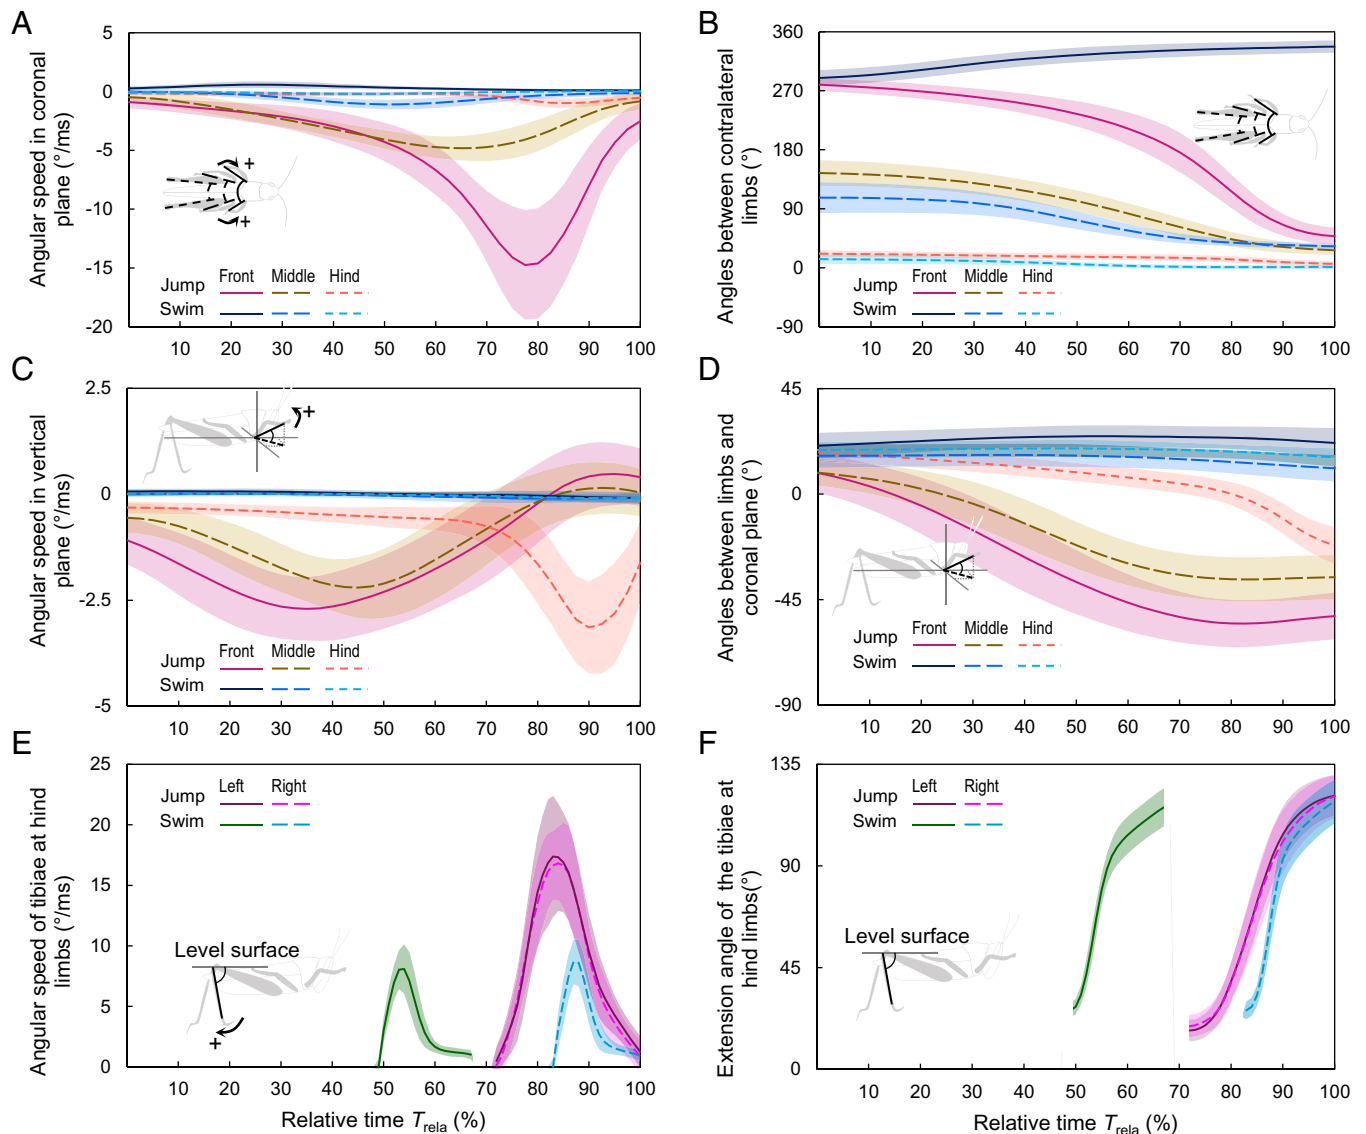 A
Angular speed in coronal
plane (°/ms)
5
0
-5
-10
-15
-20
+
+
Front Middle Hind
Jump
Swim
10 20 30 40 50 60 70 80 90 100
B
Angles between contralateral
limbs (°)
360
270
180
90
0
-90
Front Middle Hind
Jump
Swim
10 20 30 40 50 60 70 80 90 100
C
Angular speed in vertical
plane (°/ms)
2.5
0
-2.5
-5
+
Front Middle Hind
Jump
Swim
10 20 30 40 50 60 70 80 90 100
D
Angles between limbs and
coronal plane (°)
45
0
-45
-90
Front Middle Hind
Jump
Swim
10 20 30 40 50 60 70 80 90 100
E
Angular speed of tibiae at hind
limbs (°/ms)
25
20
15
10
5
0
Left Right
Jump
Swim
Level surface
+
10 20 30 40 50 60 70 80 90 100
Relative time Trela (%)
F
Extension angle of the tibiae at
hind limbs(°)
135
90
45
0
Left Right
Jump
Swim
Level surface
10 20 30 40 50 60 70 80 90 100
Relative time Trela (%)